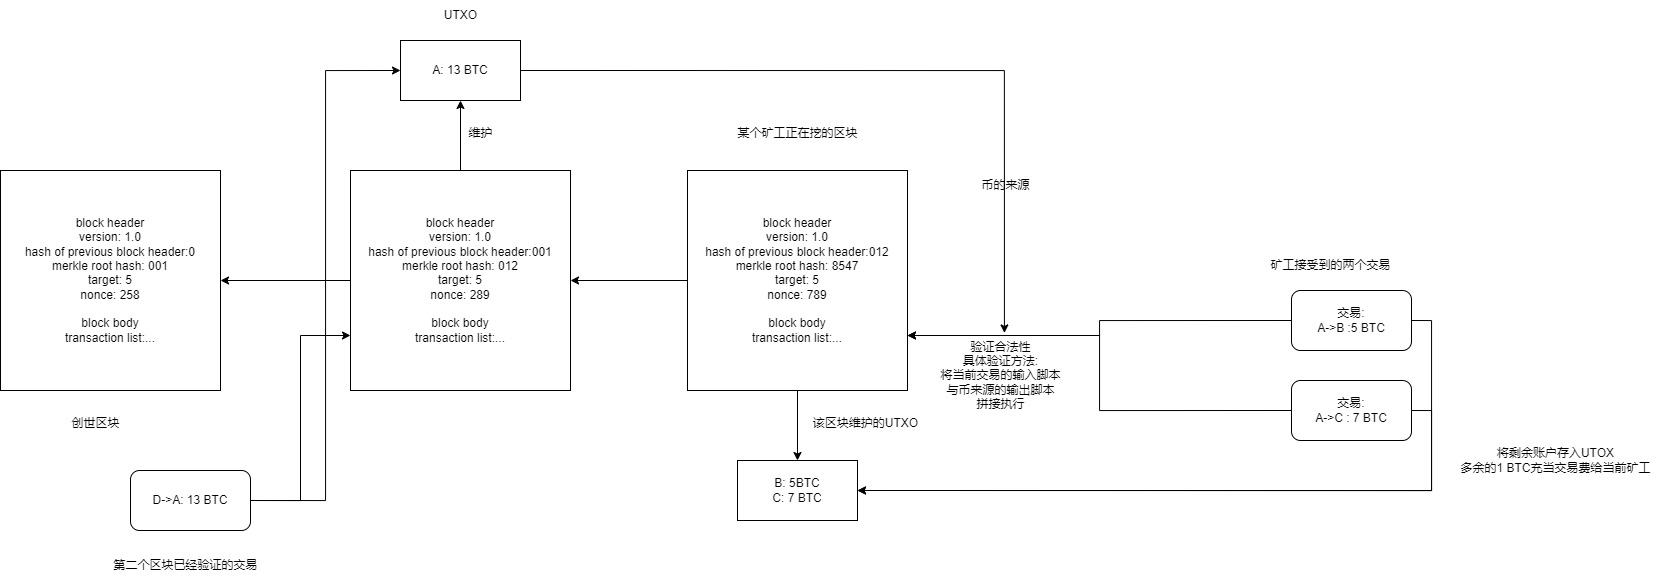 UTXO
A: 13 BTC
维护
某个矿工正在挖的区块
币的来源
block header
version: 1.0
hash of previous block header:0
merkle root hash: 001
target: 5
nonce: 258
block body
transaction list:...
block header
version: 1.0
hash of previous block header:001
merkle root hash: 012
target: 5
nonce: 289
block body
transaction list:...
block header
version: 1.0
hash of previous block header:012
merkle root hash: 8547
target: 5
nonce: 789
block body
transaction list:...
矿工接受到的两个交易
交易:
A->B :5 BTC
验证合法性
具体验证方法:
将当前交易的输入脚本
与币来源的输出脚本
拼接执行
交易:
A->C : 7 BTC
创世区块
该区块维护的UTXO
将剩余账户存入UTOX
多余的1 BTC充当交易费给当前矿工
D->A: 13 BTC
B: 5BTC
C: 7 BTC
第二个区块已经验证的交易